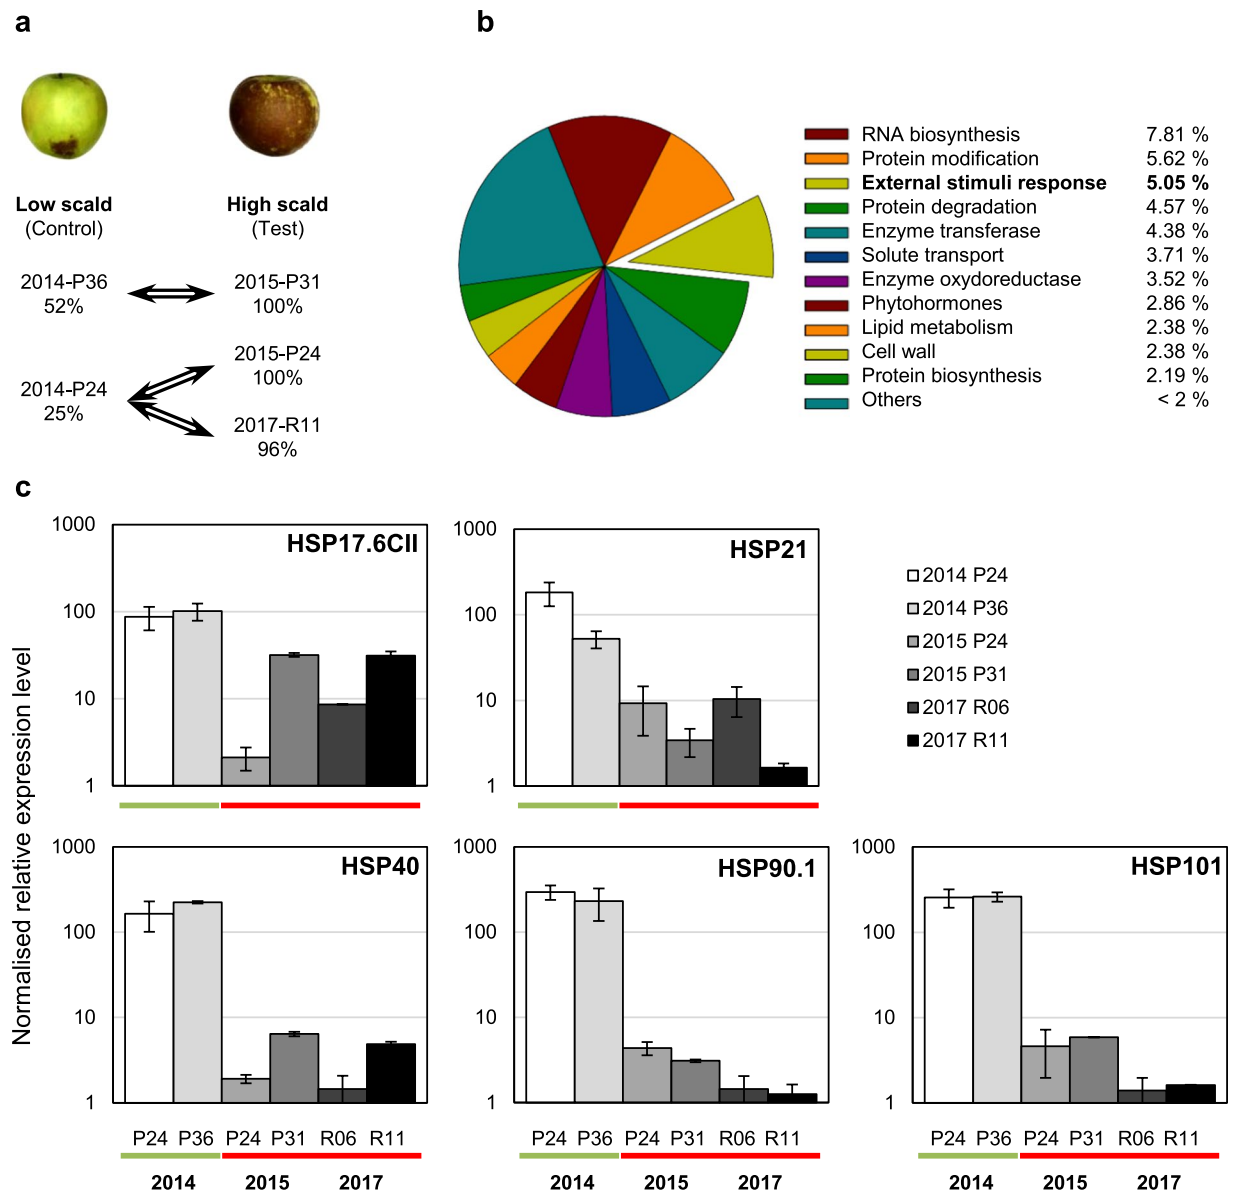 a
b
Low scald
(Control)
High scald
(Test)
2014-P36
52%
2015-P31
100%
2014-P24
25%
2015-P24
100%
2017-R11
96%
RNA biosynthesis 7.81 %
Protein modification 5.62 %
External stimuli response 5.05 %
Protein degradation 4.57 %
Enzyme transferase 4.38 %
Solute transport 3.71 %
Enzyme oxydoreductase 3.52 %
Phytohormones 2.86 %
Lipid metabolism 2.38 %
Cell wall 2.38 %
Protein biosynthesis 2.19 %
Others < 2 %
c
Normalised relative expression level
HSP17.6CII
1000
100
10
1
HSP21
1000
100
10
1
2014 P24
2014 P36
2015 P24
2015 P31
2017 R06
2017 R11
HSP40
1000
100
10
1
P24 P36 P24 P31 R06 R11
2014 2015 2017
HSP90.1
1000
100
10
1
P24 P36 P24 P31 R06 R11
2014 2015 2017
HSP101
1000
100
10
1
P24 P36 P24 P31 R06 R11
2014 2015 2017